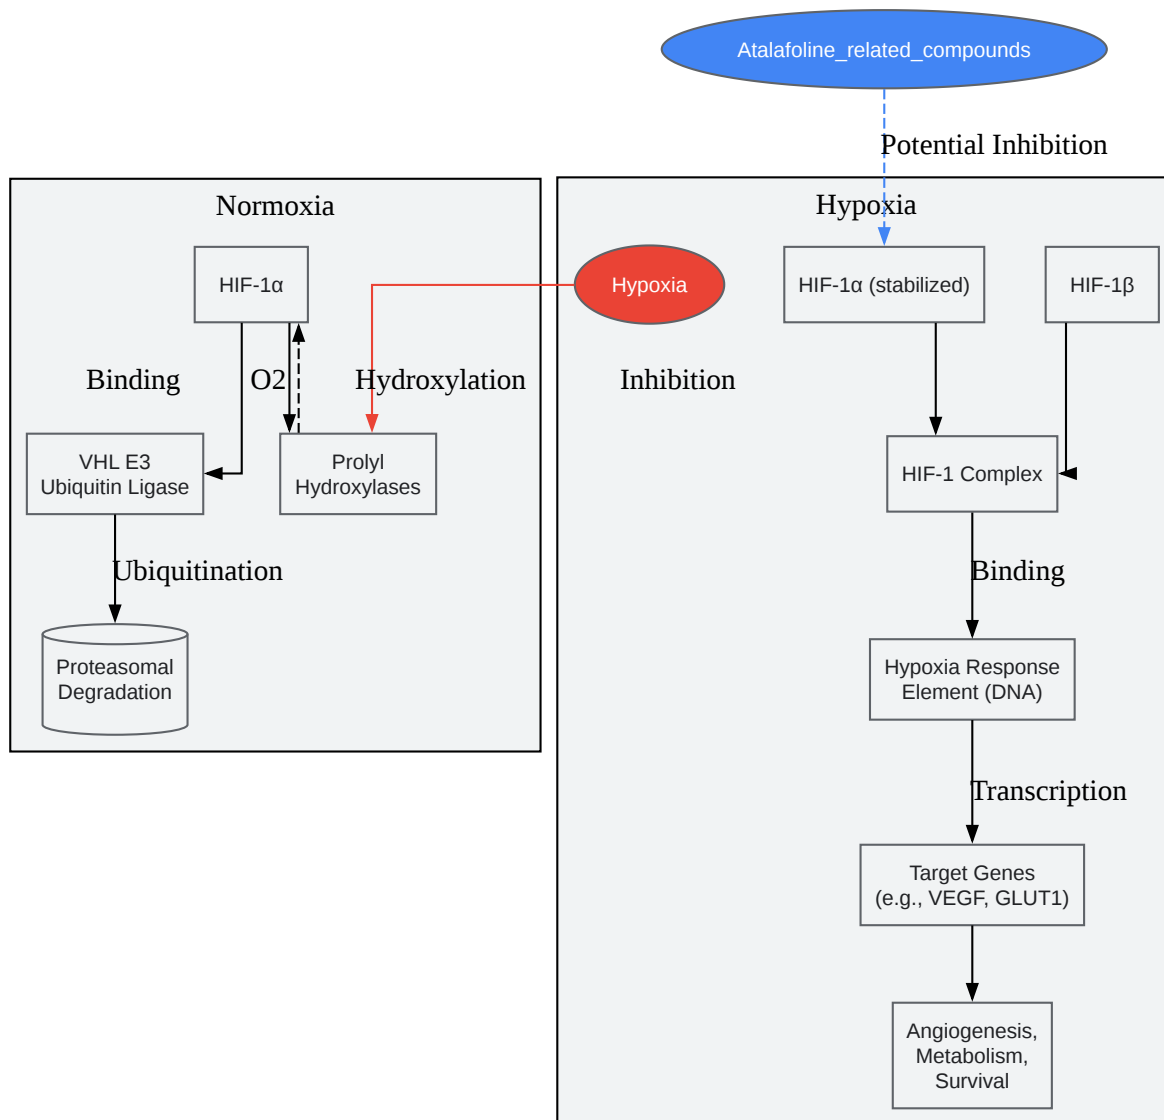 Atalafoline_related_compounds
Potential Inhibition
Normoxia
Hypoxia
HIF-1α
Hypoxia
HIF-1α (stabilized)
HIF-1β
Binding
O2
Hydroxylation
Inhibition
VHL E3
Ubiquitin Ligase
Prolyl
Hydroxylases
HIF-1 Complex
Ubiquitination
Binding
Proteasomal
Degradation
Hypoxia Response
Element (DNA)
Transcription
Target Genes
(e.g., VEGF, GLUT1)
Angiogenesis,
Metabolism,
Survival